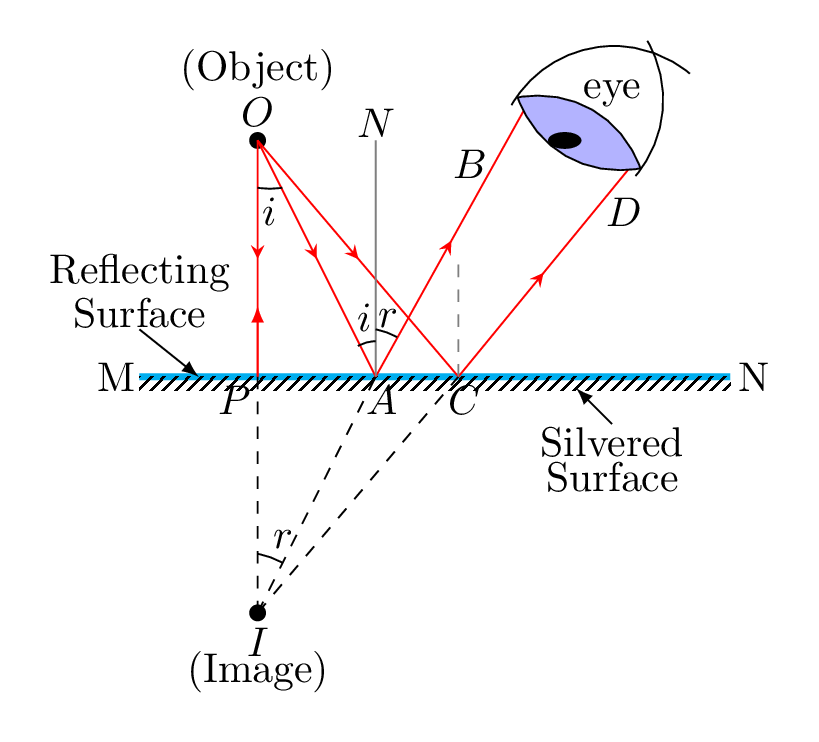 (Object)
O
N
eye
B
D
i
Reflecting
Surface
i
r
M
P
A
C
N
Silvered
Surface
r
I
(Image)